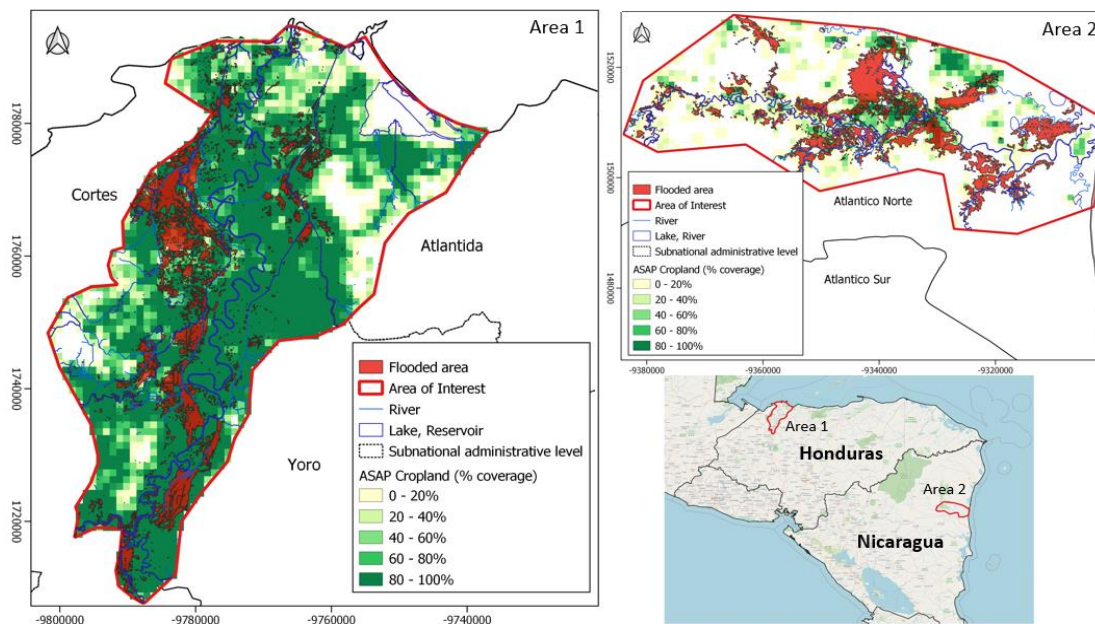 Area 1
Cortes
Atlantida
Yoro
1780000
1760000
1740000
1720000
-9800000
-9780000
-9760000
-9740000
Flooded area
Area of Interest
River
Lake, Reservoir
Subnational administrative level
ASAP Cropland (% coverage)
0 - 20%
20 - 40%
40 - 60%
60 - 80%
80 - 100%
Area 2
1520000
1500000
1480000
Flooded area
Area of Interest
River
Lake, River
Subnational administrative level
ASAP Cropland (% coverage)
0 - 20%
20 - 40%
40 - 60%
60 - 80%
80 - 100%
Atlantico Norte
Atlantico Sur
-9380000
-9360000
-9340000
-9320000
Area 1
Honduras
Area 2
Nicaragua